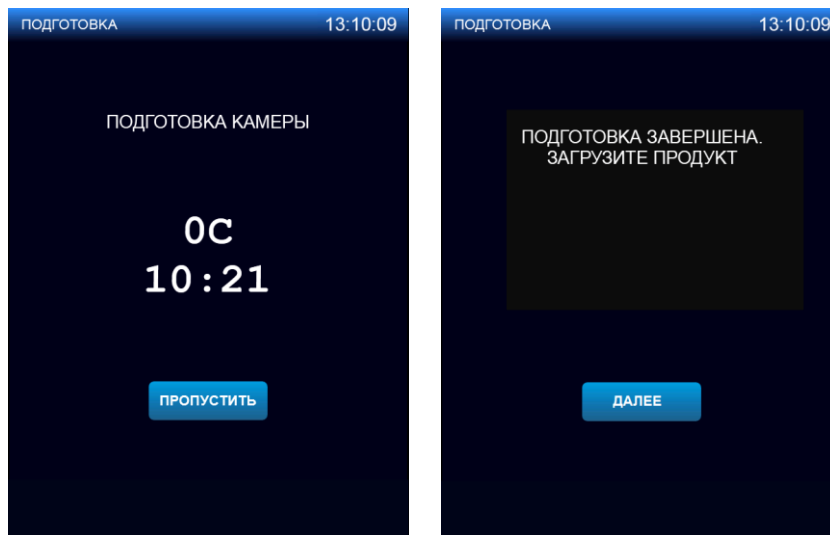 ПОДГОТОВКА 13:10:09
ПОДГОТОВКА КАМЕРЫ
0C
10:21
ПРОПУСТИТЬ
ПОДГОТОВКА 13:10:09
ПОДГОТОВКА ЗАВЕРШЕНА.
ЗАГРУЗИТЕ ПРОДУКТ
ДАЛЕЕ